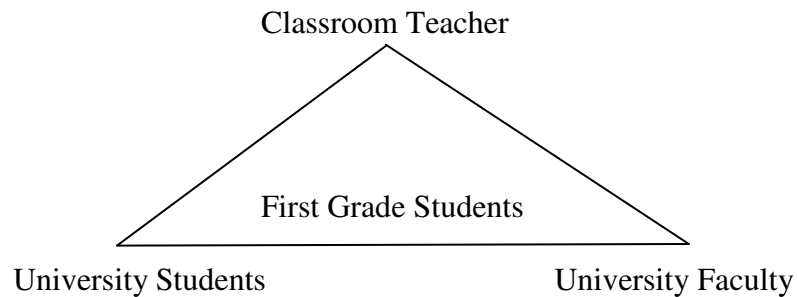 Classroom Teacher
First Grade Students
University Students
University Faculty